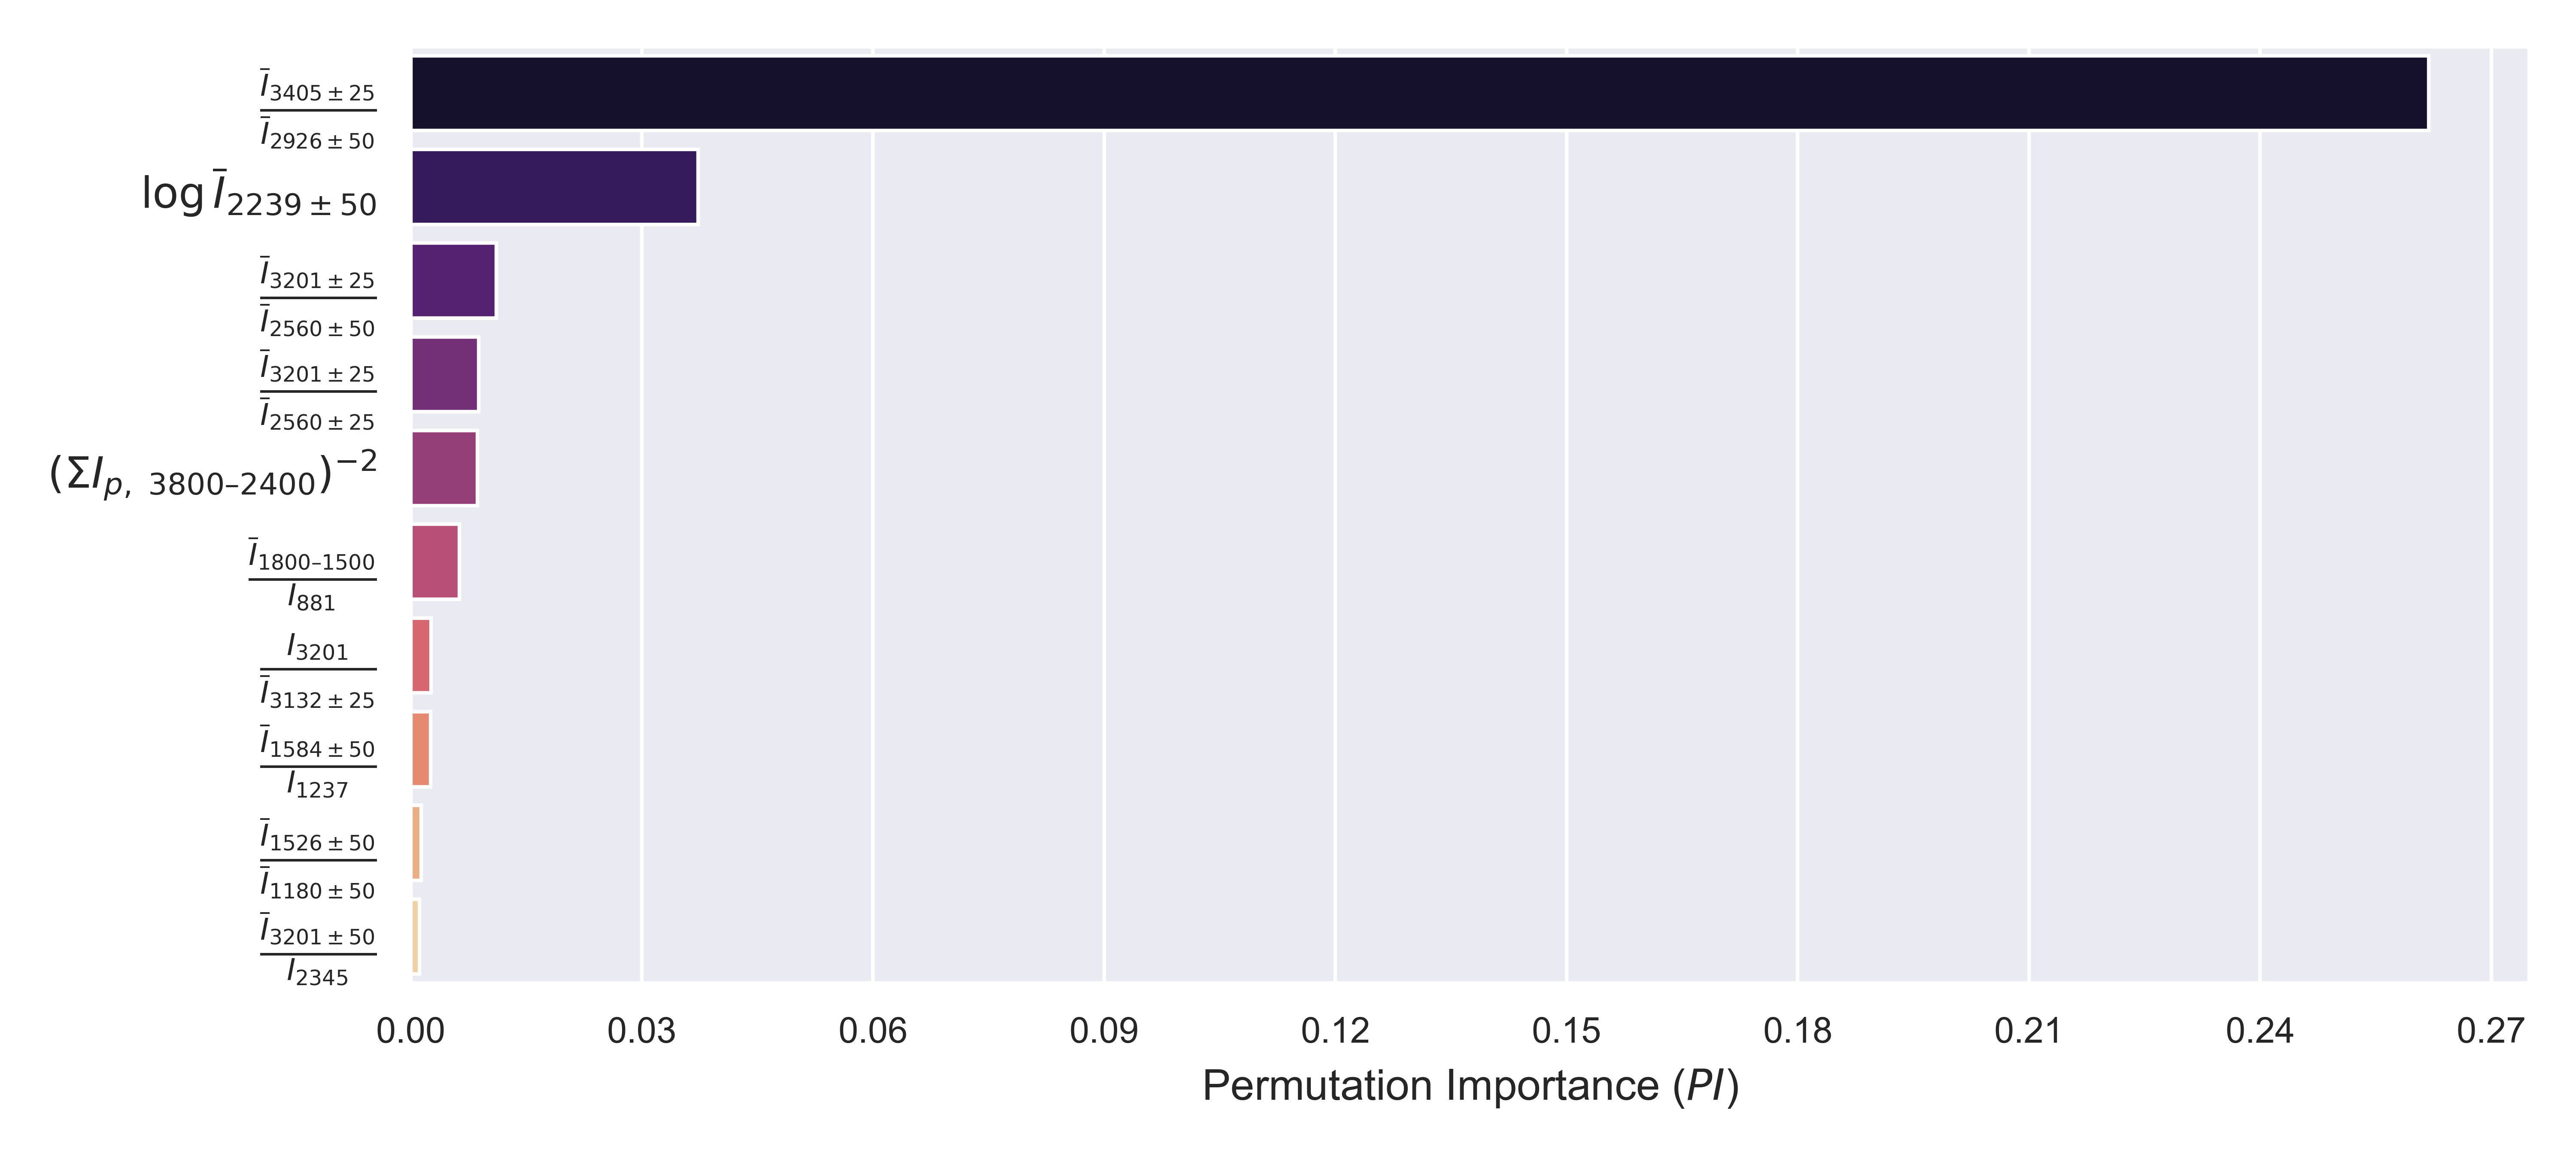 Ī3405±25
Ī2926±50
log Ī2239±50
Ī3201±25
Ī2560±50
Ī3201±25
Ī2560±25
(ΣIp, 3800–2400)−2
Ī1800–1500
I881
I3201
Ī3132±25
Ī1584±50
I1237
Ī1526±50
Ī1180±50
Ī3201±50
I2345
0.00 0.03 0.06 0.09 0.12 0.15 0.18 0.21 0.24 0.27
Permutation Importance (PI)